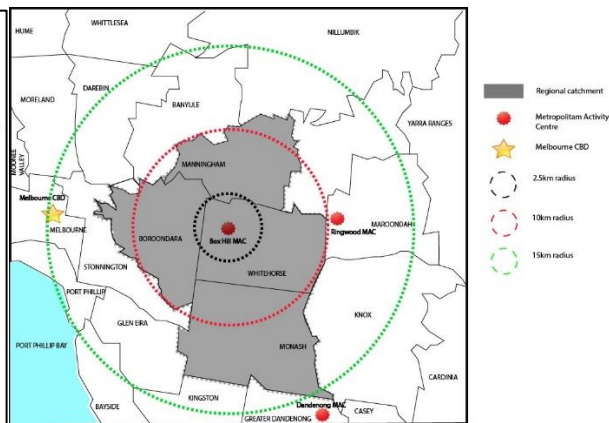 HUME
WHITTLESEA
NILLUMBIK
MORELAND
DAREBIN
BANYULE
YARRA RANGES
MOONEE
VALLEY
MANNINGHAM
Melbourne CBD
MELBOURNE
BOROONDARA
Box Hill MAC
Ringwood MAC
MAROONDAH
STONNINGTON
WHITEHORSE
PORT PHILLIP
GLEN EIRA
KNOX
PORT PHILLIP BAY
MONASH
CARDINIA
BAYSIDE
KINGSTON
Dandenong MAC
GREATER DANDENONG
CASEY
Regional catchment
Metropolitam Activity
Centre
Melbourne CBD
2.5km radius
10km radius
15km radius